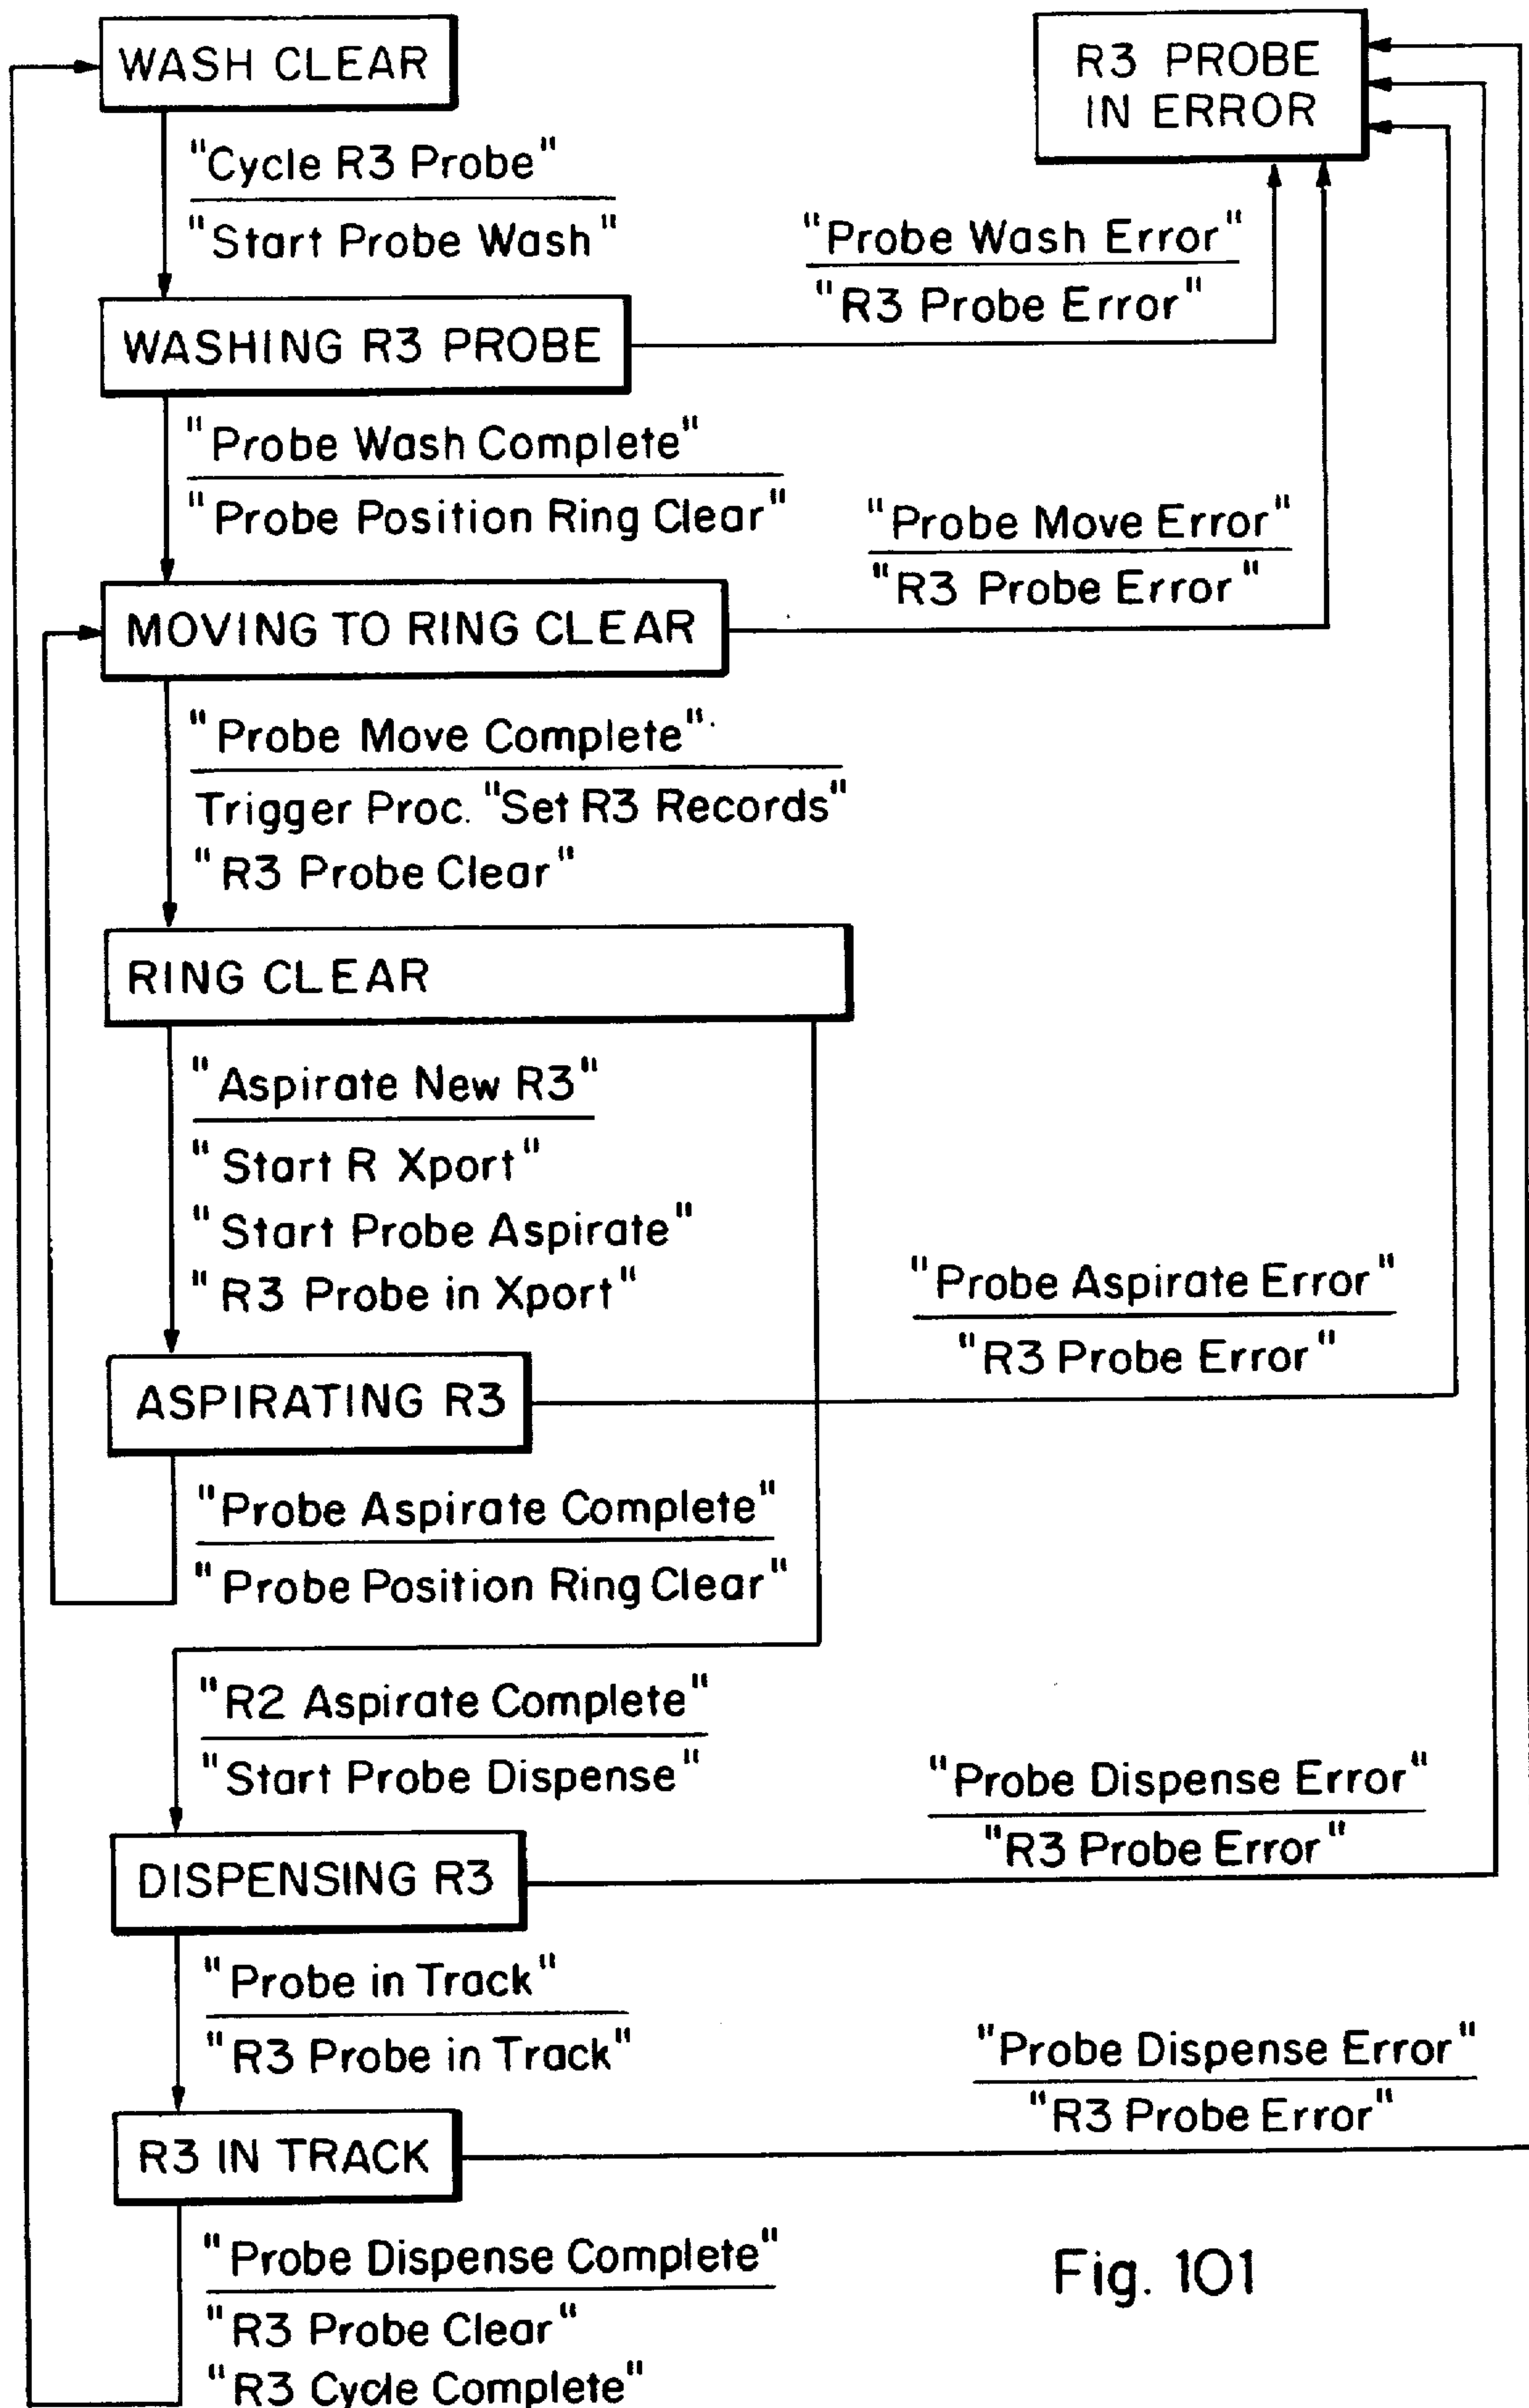 WASH CLEAR
R3 PROBE
IN ERROR
"Cycle R3 Probe"
"Start Probe Wash"
"Probe Wash Error"
"R3 Probe Error"
WASHING R3 PROBE
"Probe Wash Complete"
"Probe Position Ring Clear"
"Probe Move Error"
"R3 Probe Error"
MOVING TO RING CLEAR
"Probe Move Complete"
Trigger Proc. "Set R3 Records"
"R3 Probe Clear"
RING CLEAR
"Aspirate New R3"
"Start R Xport"
"Start Probe Aspirate"
"R3 Probe in Xport"
"Probe Aspirate Error"
"R3 Probe Error"
ASPIRATING R3
"Probe Aspirate Complete"
"Probe Position Ring Clear"
"R2 Aspirate Complete"
"Start Probe Dispense"
"Probe Dispense Error"
"R3 Probe Error"
DISPENSING R3
"Probe in Track"
"R3 Probe in Track"
"Probe Dispense Error"
"R3 Probe Error"
R3 IN TRACK
"Probe Dispense Complete"
"R3 Probe Clear"
"R3 Cycle Complete"
Fig. 101